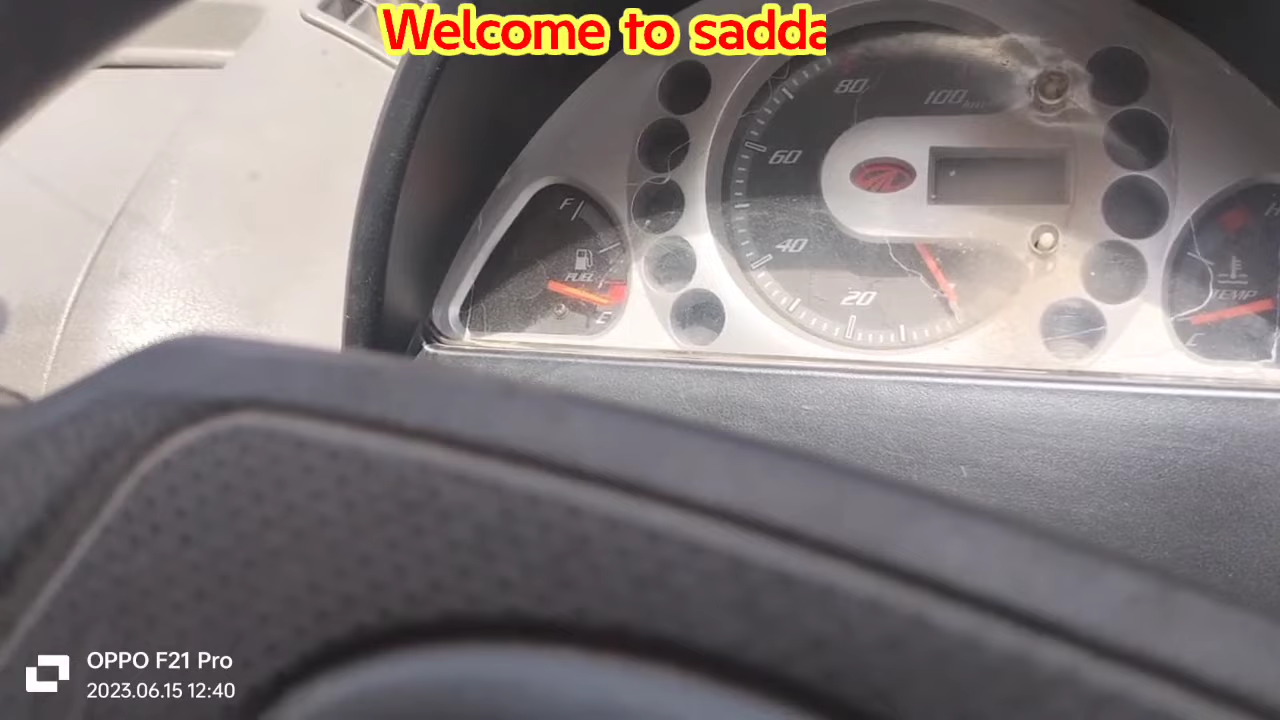 Welcome to sadda
80
100
60
40
20
F
FUEL
E
TEMP
OPPO F21 Pro
2023.06.15 12:40